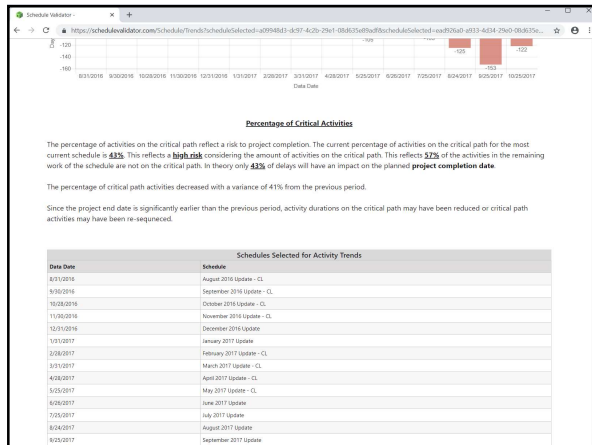 Schedule Validator -
https://schedulevalidator.com/Schedule/Trends?scheduleSelected=a09948d3-dc97-4c2b-29e1-08d635e89adf&scheduleSelected=ead926a0-a933-4d34-29e0-08d635e...
-120
-140
-160
-125
-153
-122
8/31/2016 9/30/2016 10/28/2016 11/30/2016 12/31/2016 1/31/2017 2/28/2017 3/31/2017 4/28/2017 5/25/2017 6/26/2017 7/25/2017 8/24/2017 9/25/2017 10/25/2017
Data Date
Percentage of Critical Activities
The percentage of activities on the critical path reflect a risk to project completion. The current percentage of activities on the critical path for the most
current schedule is 43%. This reflects a high risk considering the amount of activities on the critical path. This reflects 57% of the activities in the remaining
work of the schedule are not on the critical path. In theory only 43% of delays will have an impact on the planned project completion date.
The percentage of critical path activities decreased with a variance of 41% from the previous period.
Since the project end date is significantly earlier than the previous period, activity durations on the critical path may have been reduced or critical path
activities may have been re-sequneced.
Schedules Selected for Activity Trends
Data Date Schedule
8/31/2016 August 2016 Update - CL
9/30/2016 September 2016 Update - CL
10/28/2016 October 2016 Update - CL
11/30/2016 November 2016 Update - CL
12/31/2016 December 2016 Update
1/31/2017 January 2017 Update
2/28/2017 February 2017 Update - CL
3/31/2017 March 2017 Update - CL
4/28/2017 April 2017 Update - CL
5/25/2017 May 2017 Update - CL
6/26/2017 June 2017 Update
7/25/2017 July 2017 Update
8/24/2017 August 2017 Update
9/25/2017 September 2017 Update